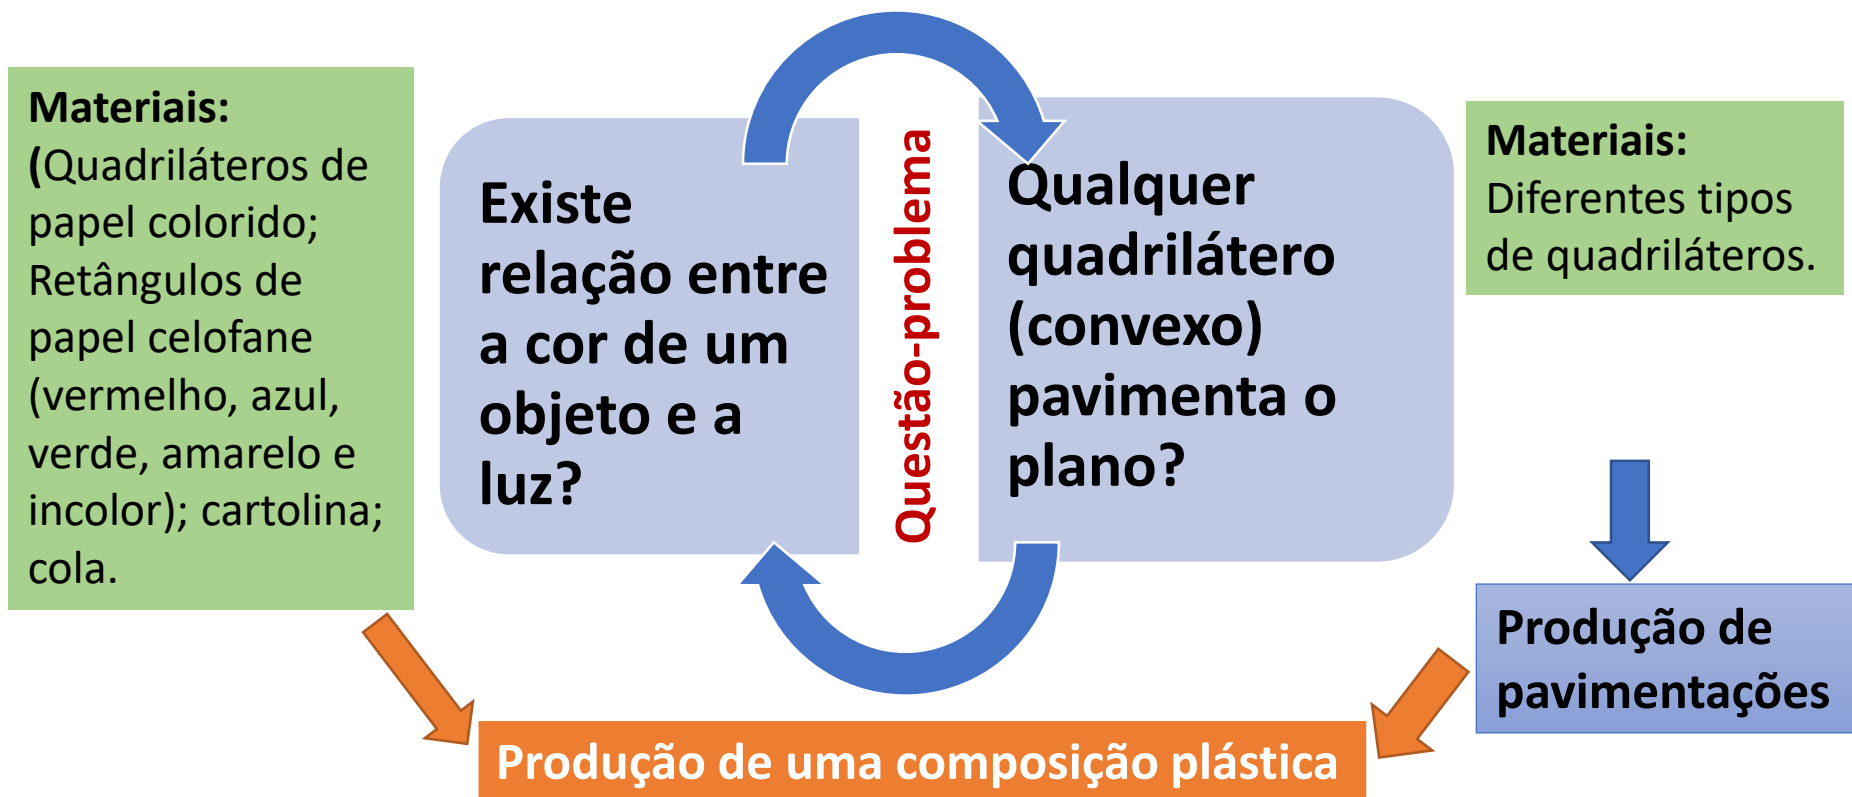 Materiais:
(Quadriláteros de
papel colorido;
Retângulos de
papel celofane
(vermelho, azul,
verde, amarelo e
incolor); cartolina;
cola.
Existe
relação entre
a cor de um
objeto e a
luz?
Questão-problema
Qualquer
quadrilátero
(convexo)
pavimenta o
plano?
Materiais:
Diferentes tipos
de quadriláteros.
Produção de
pavimentações
Produção de uma composição plástica